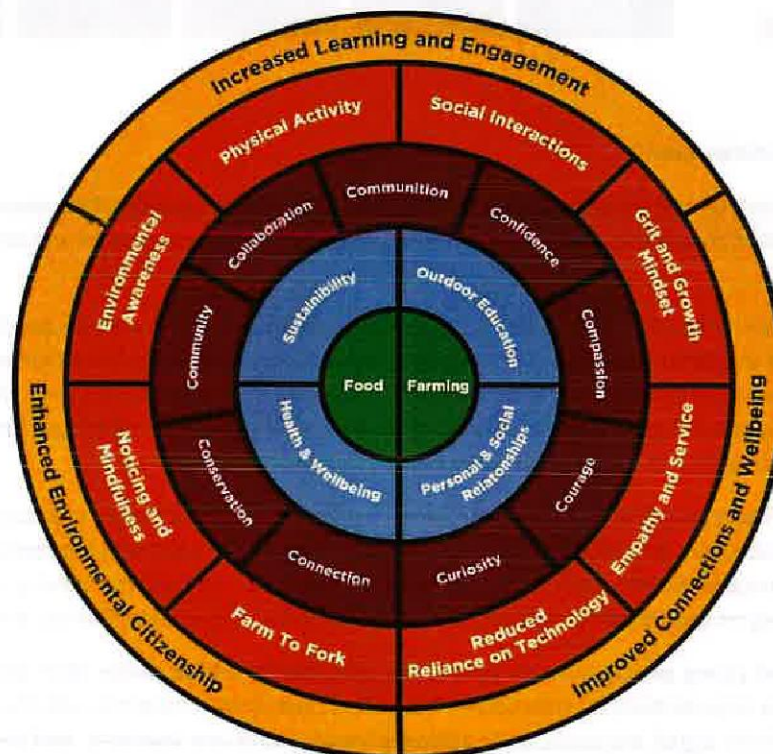 Increased Learning and Engagement
Improved Connections and Wellbeing
Enhanced Environmental Citizenship
Physical Activity
Social Interactions
Grit and Growth
Mindset
Empathy and Service
Reduced
Reliance on Technology
Farm To Fork
Noticing and
Mindfulness
Environmental
Awareness
Communition
Confidence
Compassion
Courage
Curiosity
Connection
Conservation
Community
Collaboration
Sustainibility
Outdoor Education
Personal & Social
Relatonships
Health & Wellbeing
Food
Farming